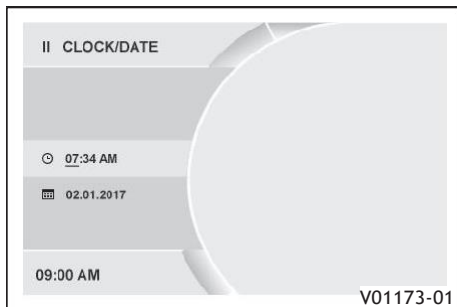 II CLOCK/DATE
07:34 AM
02.01.2017
09:00 AM
V01173-01